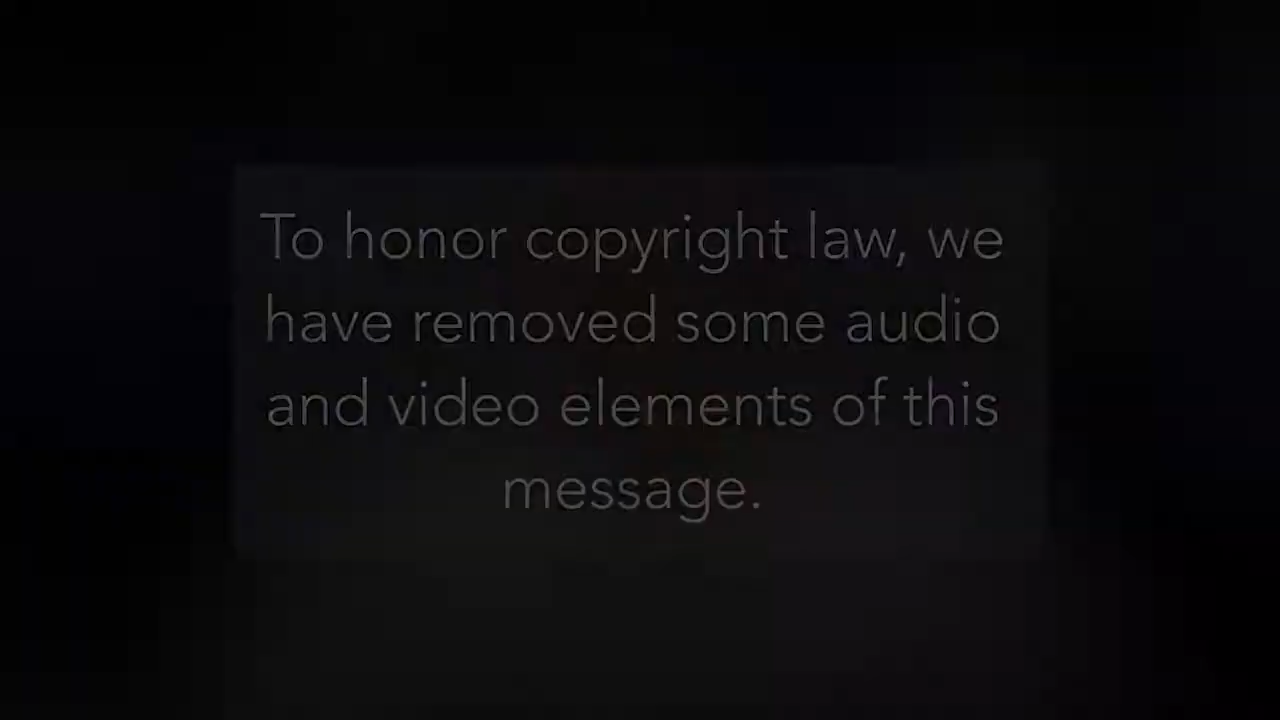 To honor copyright law, we
have removed some audio
and video elements of this
message.